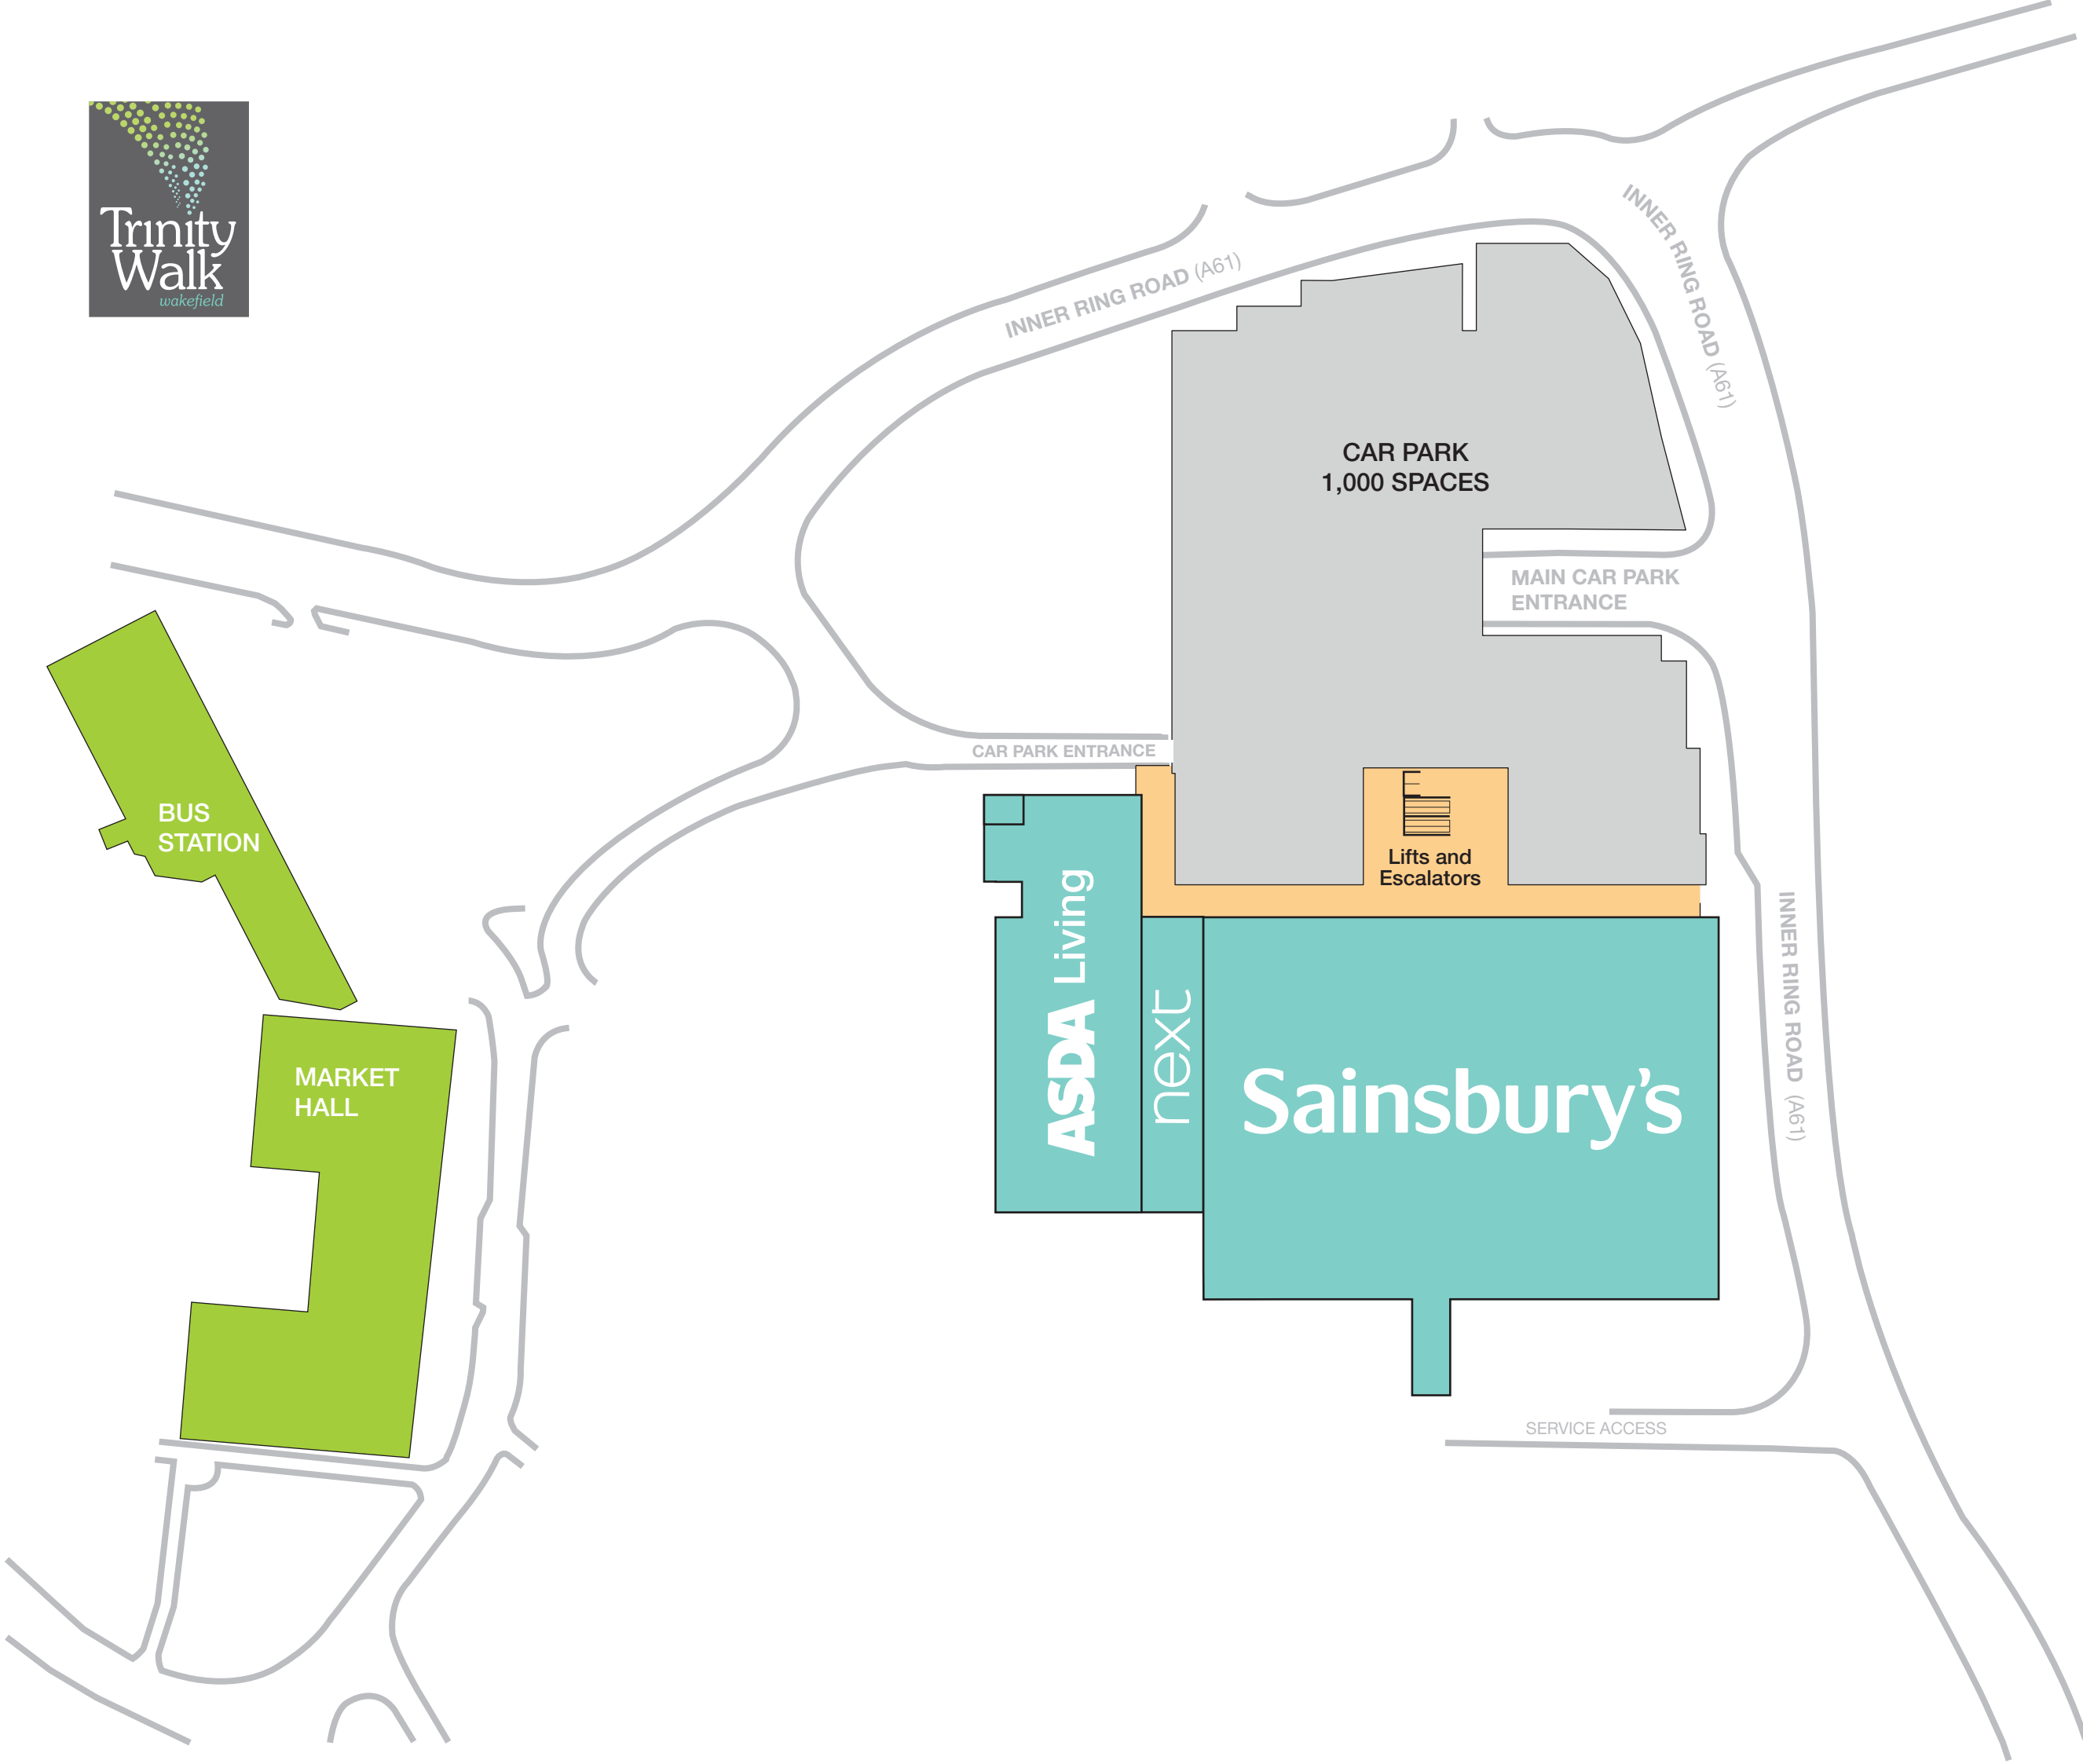 Trinity
Walk
wakefield
INNER RING ROAD (A61)
INNER RING ROAD (A61)
CAR PARK
1,000 SPACES
MAIN CAR PARK
ENTRANCE
CAR PARK ENTRANCE
BUS
STATION
Lifts and
Escalators
ASDA Living
next
Sainsbury's
INNER RING ROAD (A61)
MARKET
HALL
SERVICE ACCESS